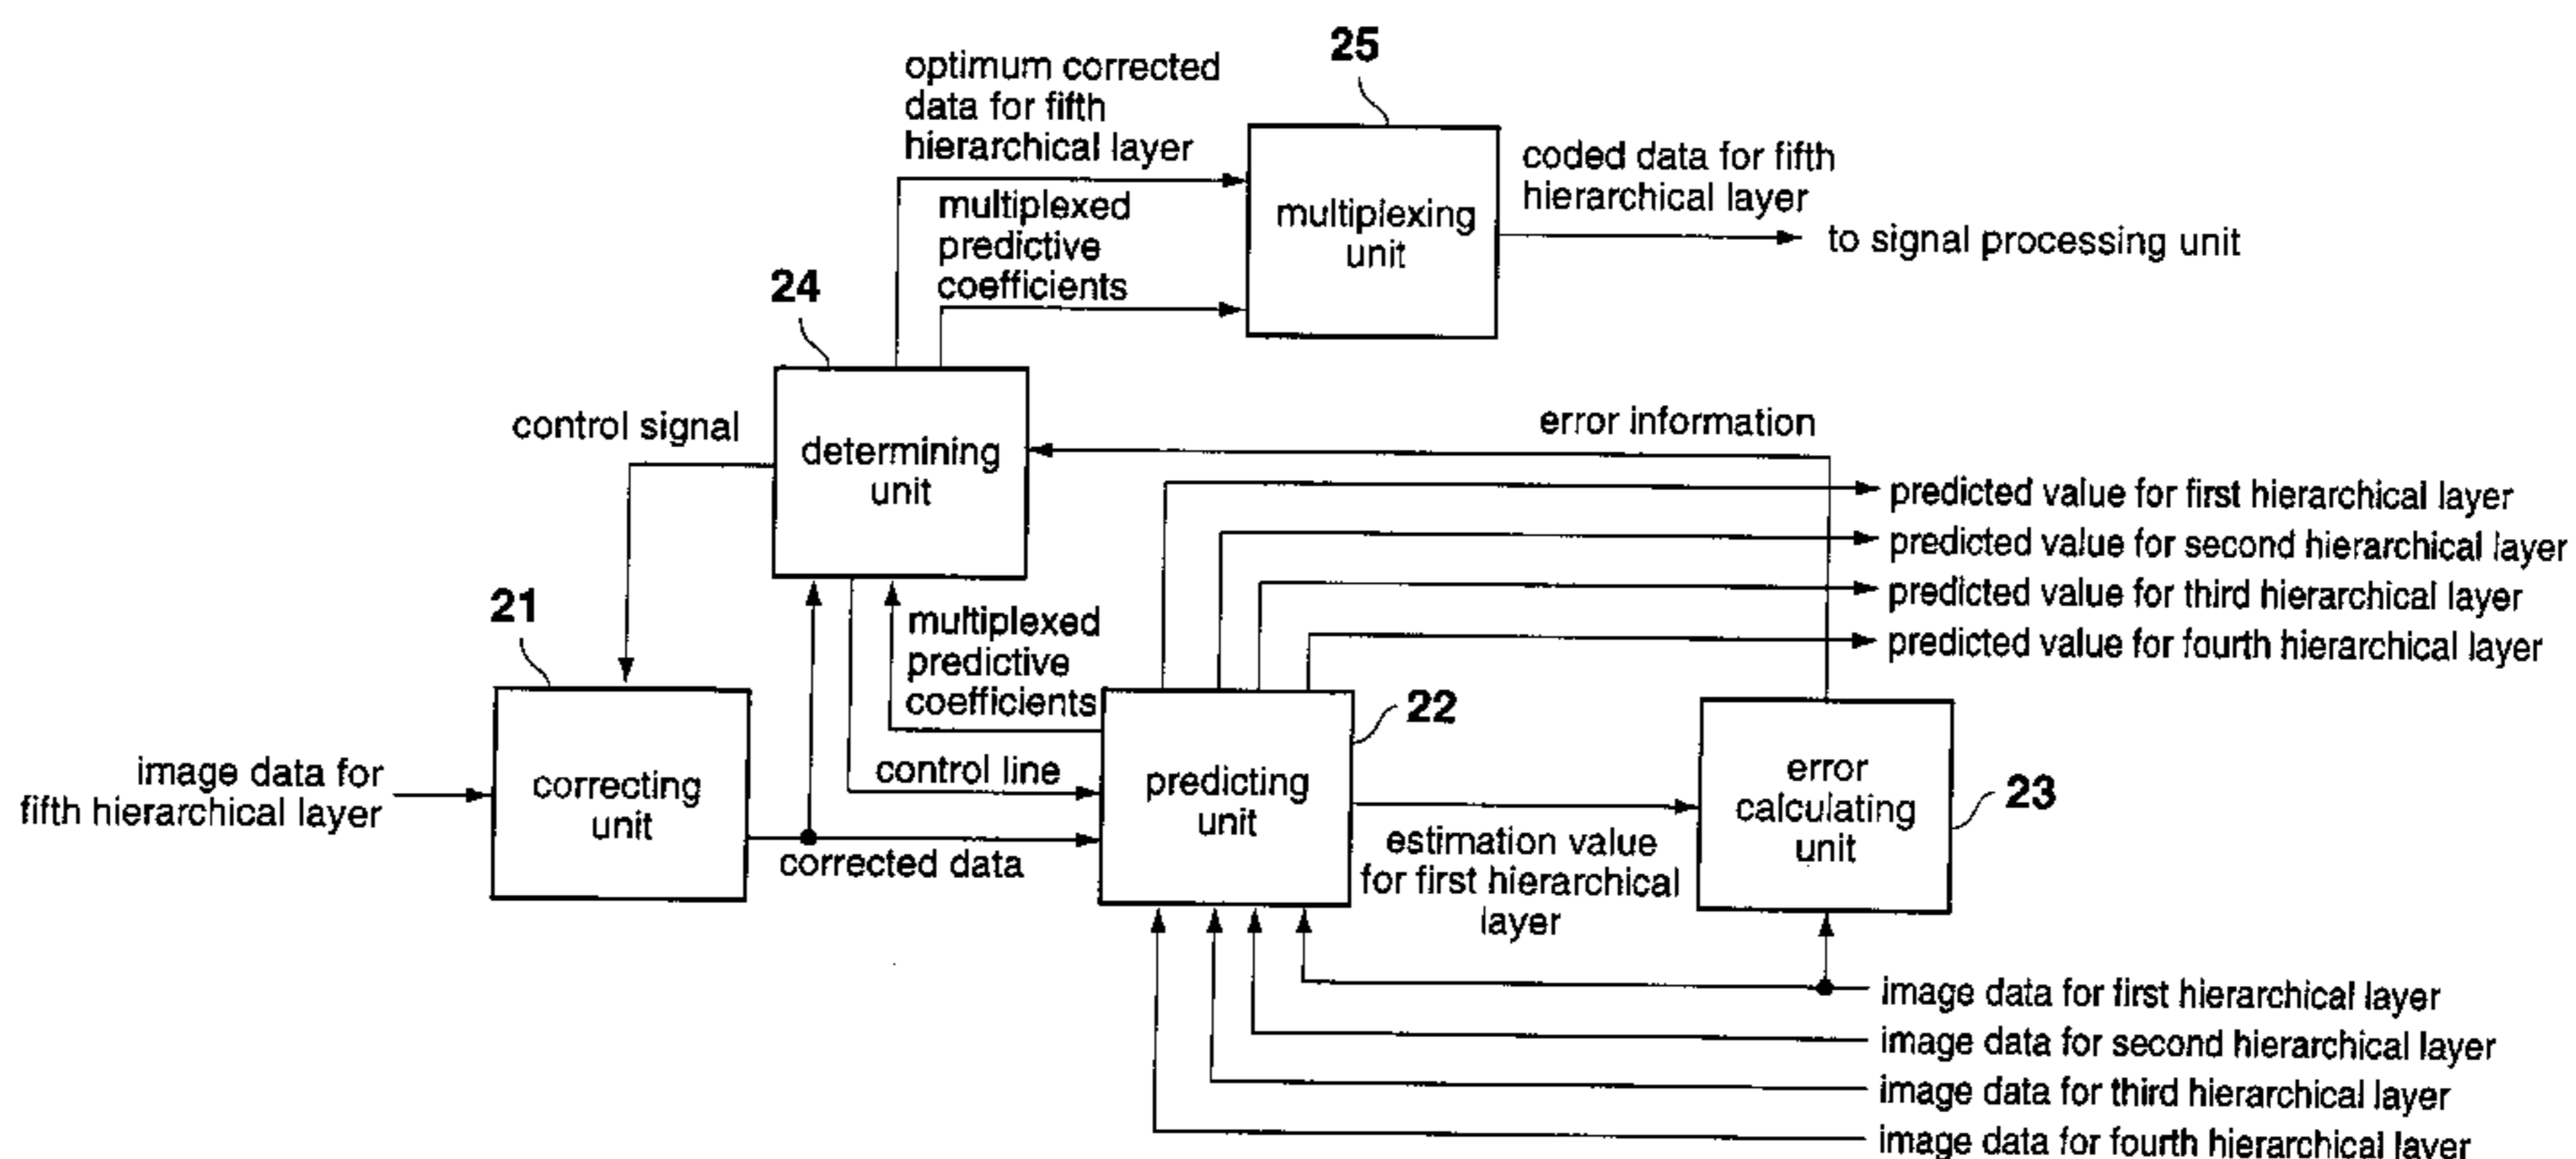 25
optimum corrected
data for fifth
hierarchical layer
multiplexed
predictive
coefficients
multiplexing
unit
coded data for fifth
hierarchical layer
to signal processing unit
24
control signal
determining
unit
error information
predicted value for first hierarchical layer
predicted value for second hierarchical layer
predicted value for third hierarchical layer
predicted value for fourth hierarchical layer
21
multiplexed
predictive
coefficients
22
image data for
fifth hierarchical layer
correcting
unit
control line
corrected data
predicting
unit
estimation value
for first hierarchical
layer
error
calculating
unit
23
image data for first hierarchical layer
image data for second hierarchical layer
image data for third hierarchical layer
image data for fourth hierarchical layer